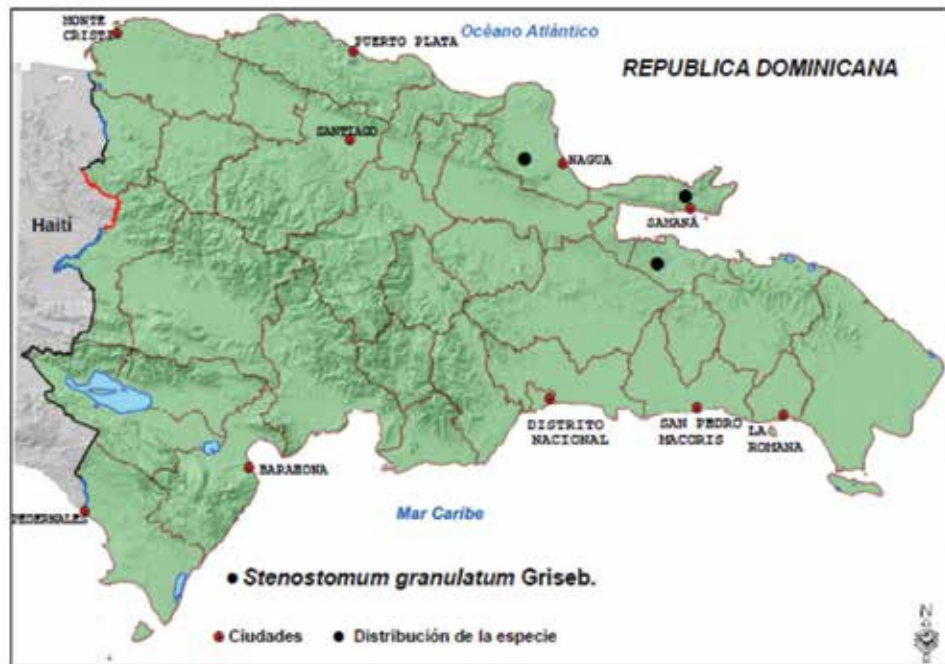 MONTE
CRISTI
PUERTO PLATA
Océano Atlántico
REPUBLICA DOMINICANA
SANTIAGO
NAGUA
SAMANÁ
Haití
DISTRITO
NACIONAL
SAN PEDRO
MACORIS
LA
ROMANA
BARAHONA
PEDERNALES
Mar Caribe
• Stenostomum granulatum Griseb.
Ciudades
Distribución de la especie
N